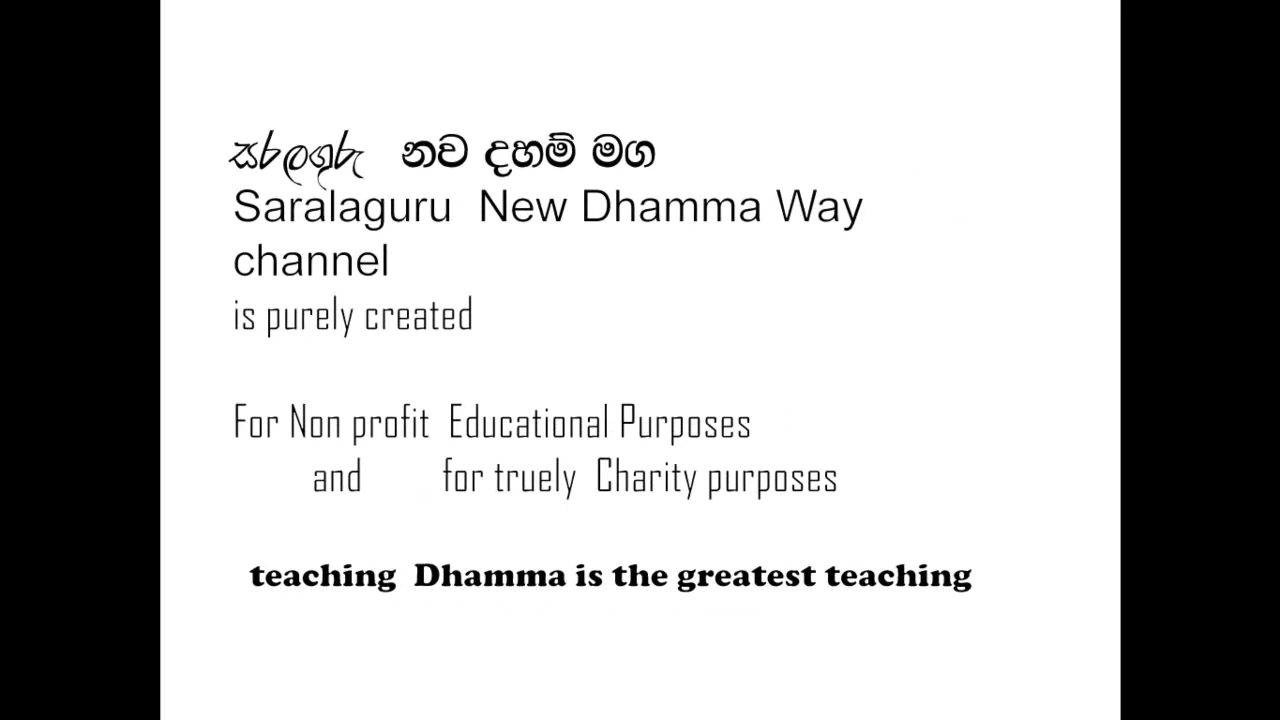 සරලගුරු නව දහම් මග
Saralaguru New Dhamma Way
channel
is purely created
For Non profit Educational Purposes
and for truely Charity purposes
teaching Dhamma is the greatest teaching